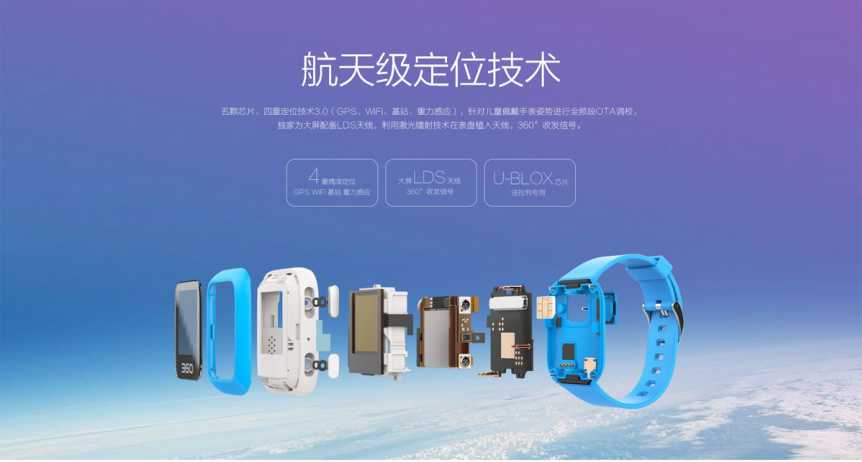 航天级定位技术
五颗芯片、四重定位技术3.0（GPS、WIFI、基站、重力感应），针对儿童佩戴手表姿势进行全频段OTA调校，
独家为大屏配备LDS天线，利用激光镭射技术在表盘植入天线，360°收发信号。
4重精准定位
GPS WIFI 基站 重力感应
大屏LDS天线
360°收发信号
U-BLOX芯片
法拉利专用
360